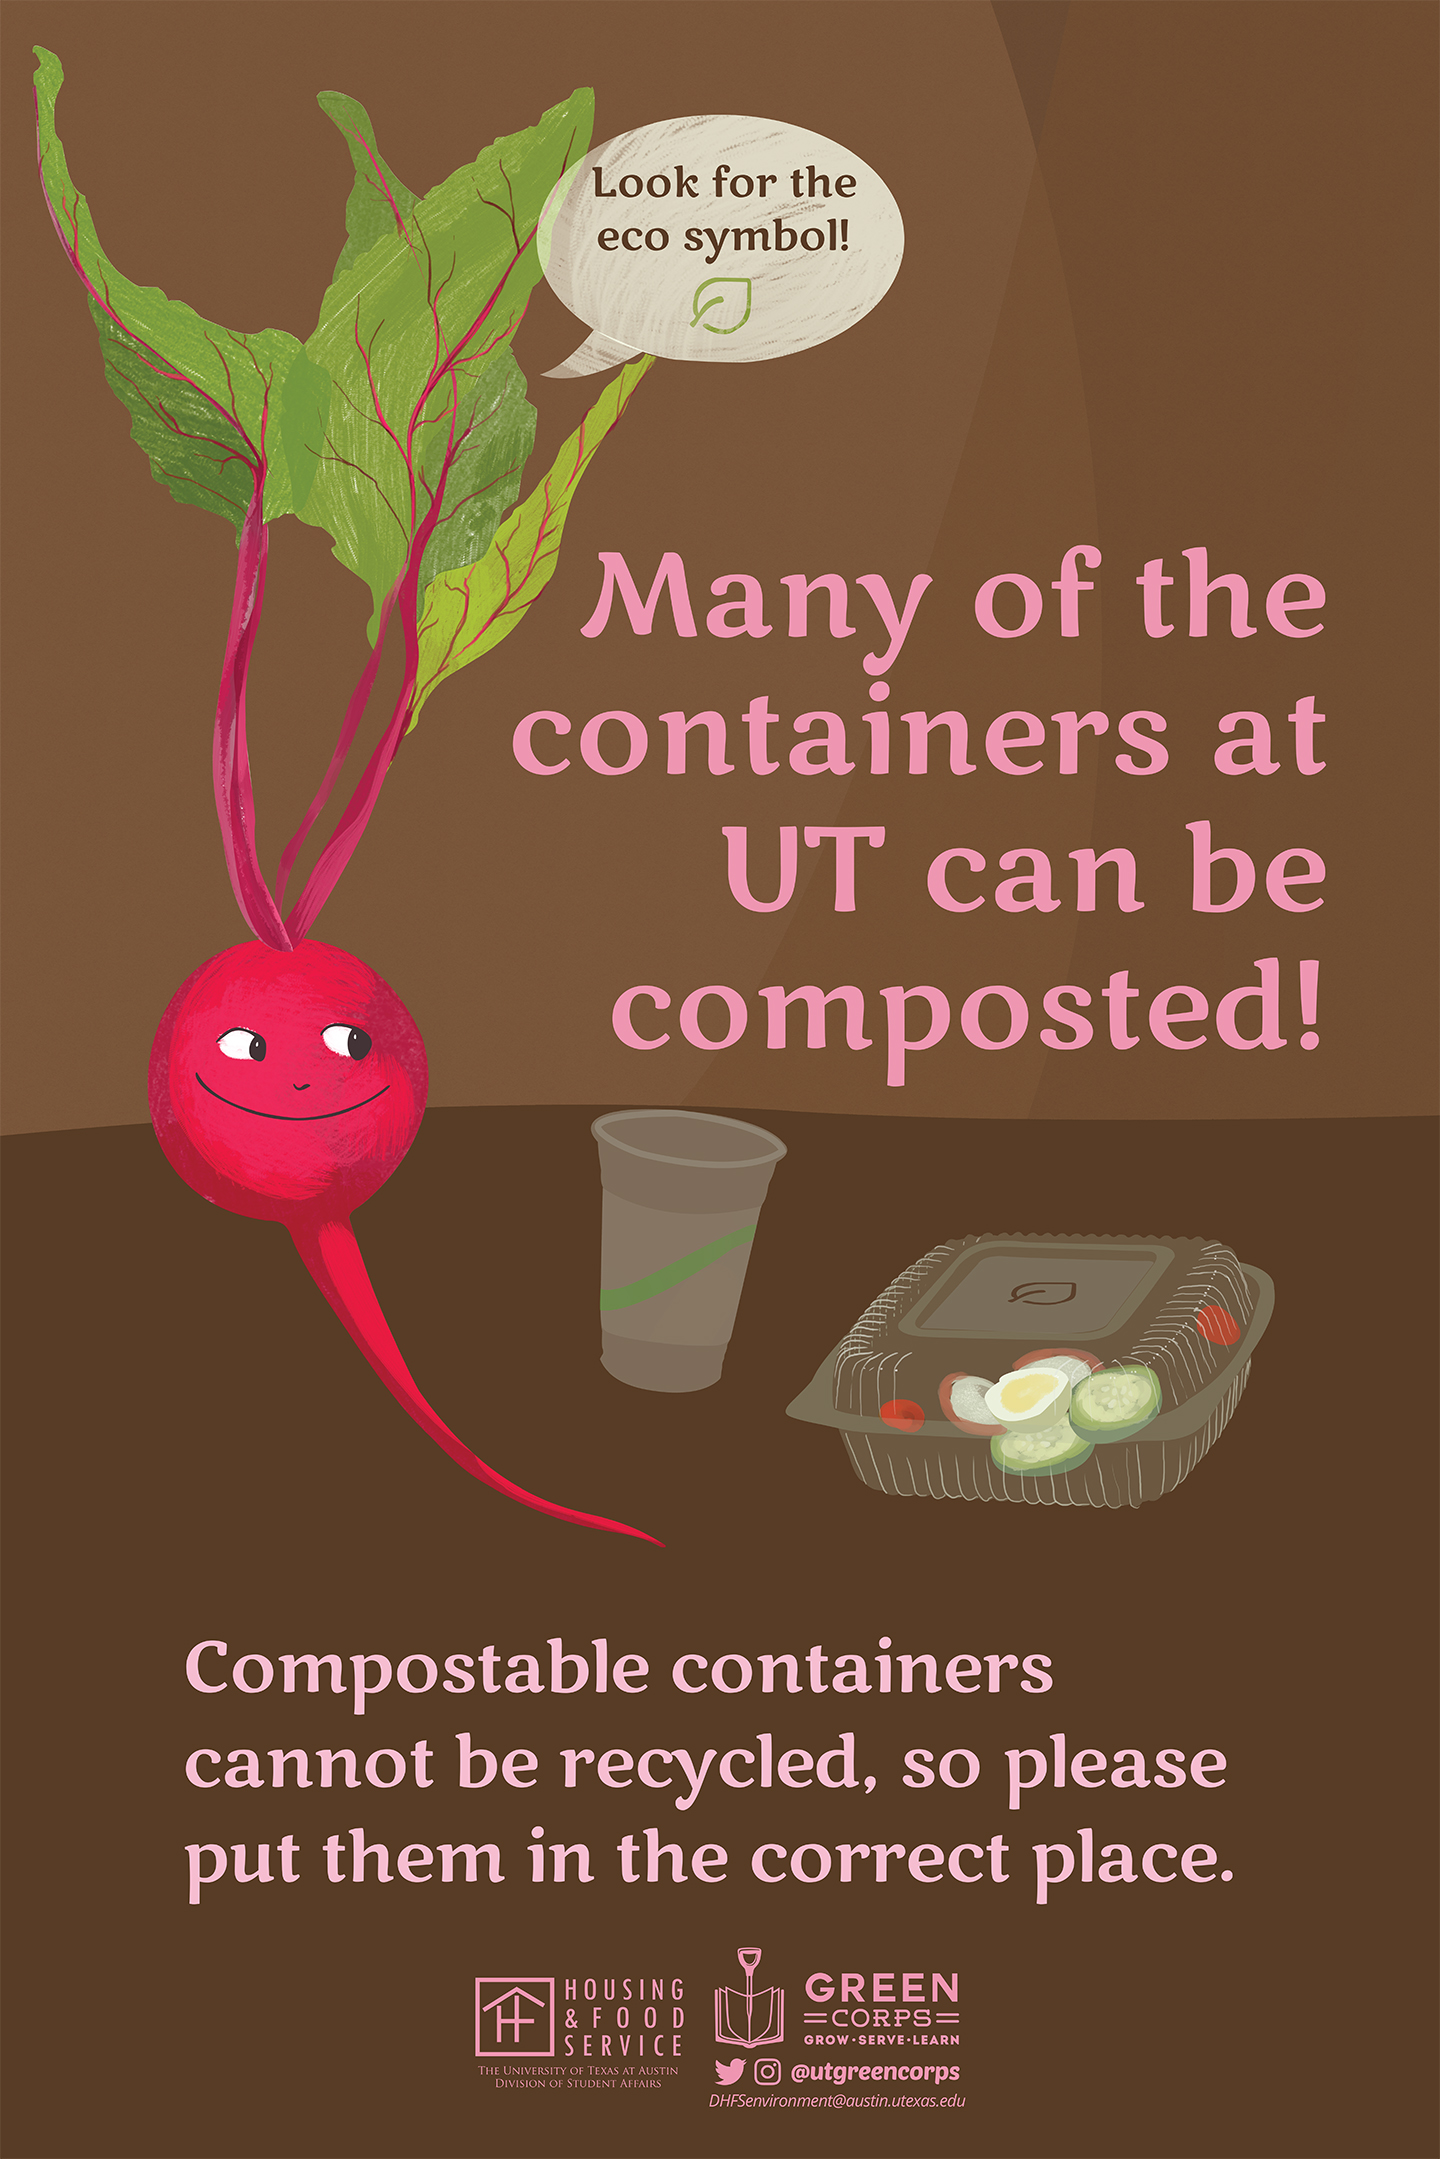 Look for the
eco symbol!
Many of the
containers at
UT can be
composted!
Compostable containers
cannot be recycled, so please
put them in the correct place.
HF
HOUSING
& FOOD
SERVICE
THE UNIVERSITY OF TEXAS AT AUSTIN
DIVISION OF STUDENT AFFAIRS
GREEN
CORPS
GROW·SERVE·LEARN
@utgreencorps
DHFSenvironment@austin.utexas.edu